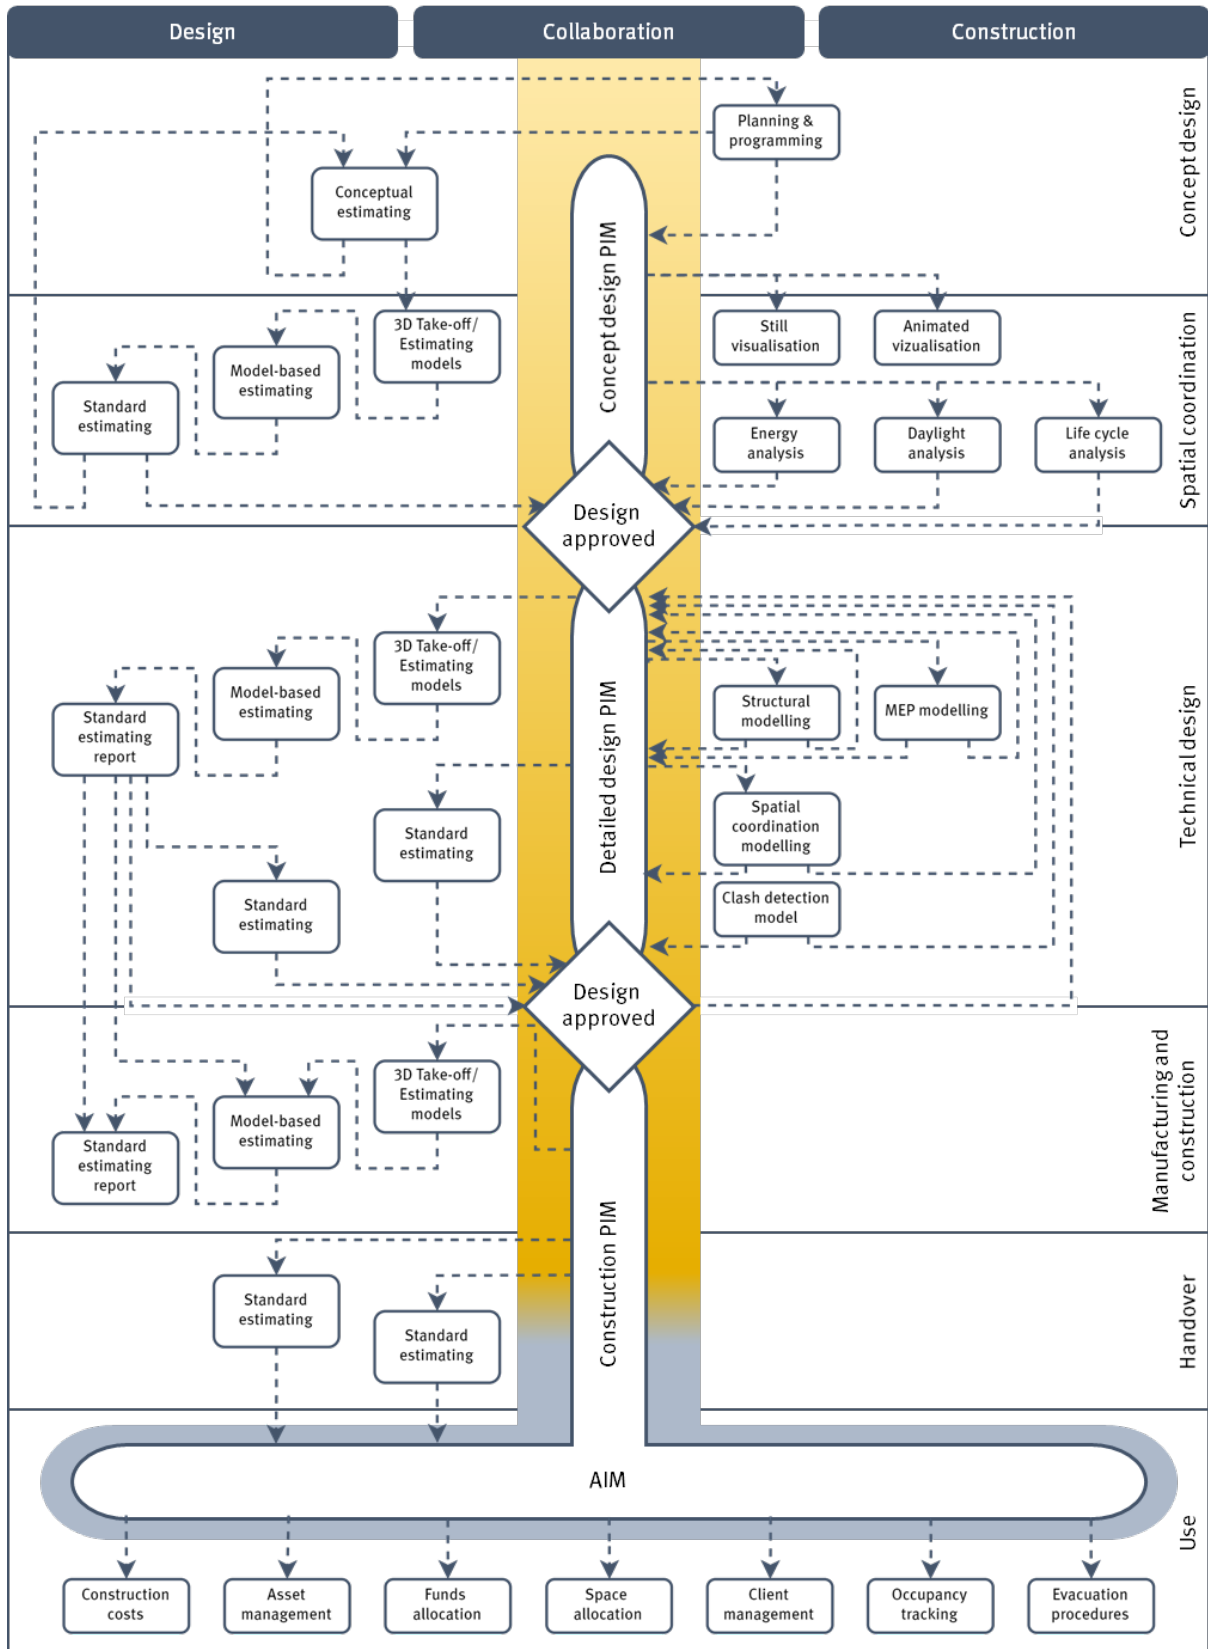 Design
Collaboration
Construction
Concept design
Planning &
programming
Conceptual
estimating
Concept design PIM
Spatial coordination
3D Take-off/
Estimating
models
Model-based
estimating
Standard
estimating
Still
visualisation
Animated
vizualisation
Energy
analysis
Daylight
analysis
Life cycle
analysis
Design
approved
Technical design
Detailed design PIM
3D Take-off/
Estimating
models
Model-based
estimating
Standard
estimating
report
Structural
modelling
MEP modelling
Standard
estimating
Spatial
coordination
modelling
Standard
estimating
Clash detection
model
Design
approved
Manufacturing and
construction
3D Take-off/
Estimating
models
Model-based
estimating
Standard
estimating
report
Construction PIM
Handover
Standard
estimating
Standard
estimating
AIM
Use
Construction
costs
Asset
management
Funds
allocation
Space
allocation
Client
management
Occupancy
tracking
Evacuation
procedures